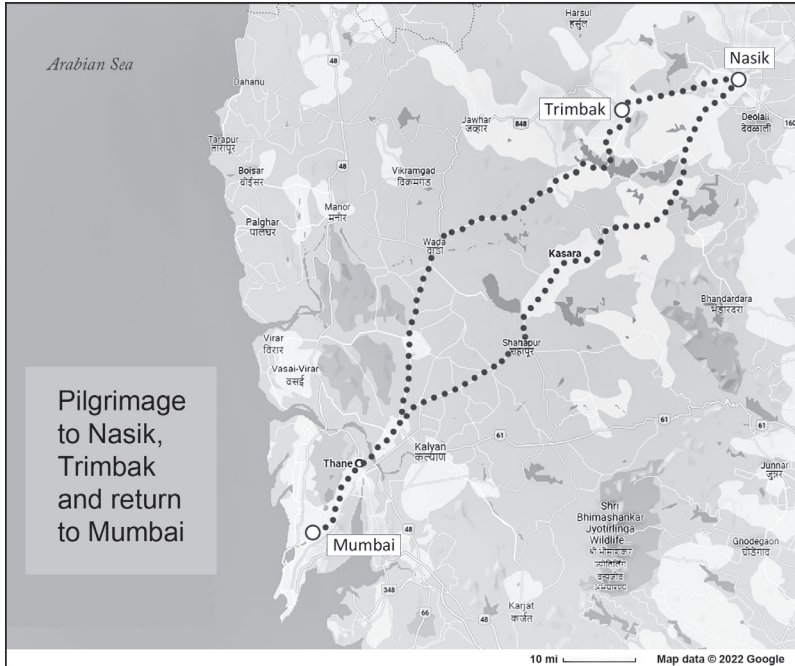 Arabian Sea
Harsul
हर्सुल
Nasik
48
Dahanu
Trimbak
Deolali
देवळाली
160
Jawhar
जव्हार
848
Tarapur
तारापूर
48
Boisar
बोईसर
Vikramgad
विक्रमगड
Manor
मनोर
Palghar
पालघर
Wada
वाडा
Kasara
Bhandardara
भंडारदरा
Virar
विरार
Shahapur
शहापूर
Vasai-Virar
वसई
Pilgrimage
to Nasik,
Trimbak
and return
to Mumbai
61
61
Kalyan
कल्याण
61
Thane
Junnar
जुन्नर
Shri
Bhimashankar
Jyotirlinga
Wildlife...
48
Mumbai
Ghodegaon
घोडेगाव
348
66
48
Karjat
कर्जत
10 mi
Map data © 2022 Google